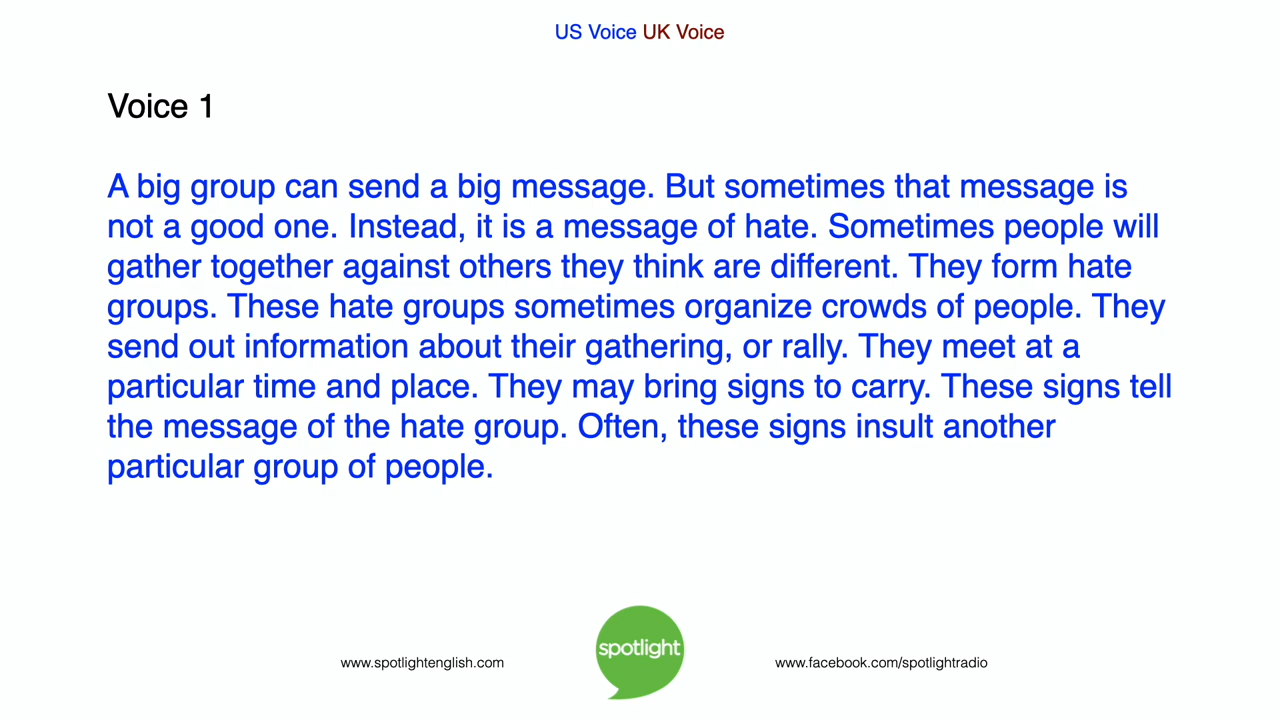 US Voice UK Voice
Voice 1
A big group can send a big message. But sometimes that message is
not a good one. Instead, it is a message of hate. Sometimes people will
gather together against others they think are different. They form hate
groups. These hate groups sometimes organize crowds of people. They
send out information about their gathering, or rally. They meet at a
particular time and place. They may bring signs to carry. These signs tell
the message of the hate group. Often, these signs insult another
particular group of people.
www.spotlightenglish.com
spotlight
www.facebook.com/spotlightradio